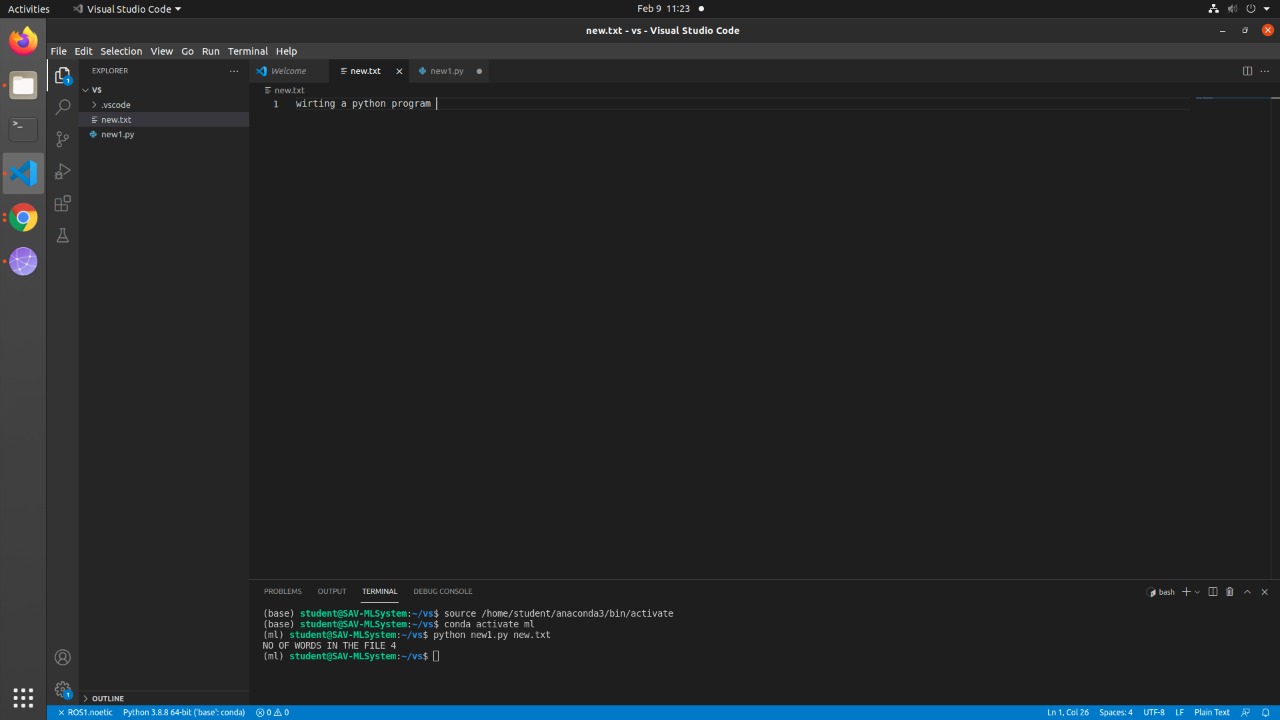 Activities
Visual Studio Code
Feb 9 11:23
new.txt - vs - Visual Studio Code
File Edit Selection View Go Run Terminal Help
EXPLORER
Welcome
new.txt
new1.py
VS
new.txt
.vscode
1 wirting a python program
new.txt
new1.py
PROBLEMS OUTPUT TERMINAL DEBUG CONSOLE
bash
(base) student@SAV-MLSystem:~/vs$ source /home/student/anaconda3/bin/activate
(base) student@SAV-MLSystem:~/vs$ conda activate ml
(ml) student@SAV-MLSystem:~/vs$ python new1.py new.txt
NO OF WORDS IN THE FILE 4
(ml) student@SAV-MLSystem:~/vs$
OUTLINE
ROS1.noetic Python 3.8.8 64-bit ('base': conda) 0 0 Ln 1, Col 26 Spaces: 4 UTF-8 LF Plain Text